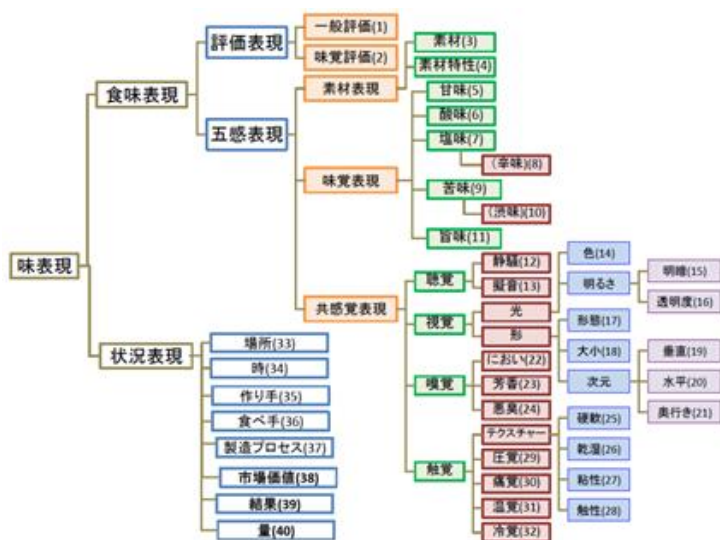 味表現
食味表現
評価表現
一般評価(1)
味覚評価(2)
五感表現
素材表現
素材(3)
素材特性(4)
味覚表現
甘味(5)
酸味(6)
塩味(7)
(辛味)(8)
苦味(9)
(渋味)(10)
旨味(11)
共感覚表現
聴覚
静騒(12)
擬音(13)
視覚
光
色(14)
明るさ
明暗(15)
透明度(16)
形
形態(17)
大小(18)
次元
垂直(19)
水平(20)
奥行き(21)
嗅覚
におい(22)
芳香(23)
悪臭(24)
触覚
テクスチャー
硬軟(25)
乾湿(26)
粘性(27)
触性(28)
圧覚(29)
痛覚(30)
温覚(31)
冷覚(32)
状況表現
場所(33)
時(34)
作り手(35)
食べ手(36)
製造プロセス(37)
市場価値(38)
結果(39)
量(40)